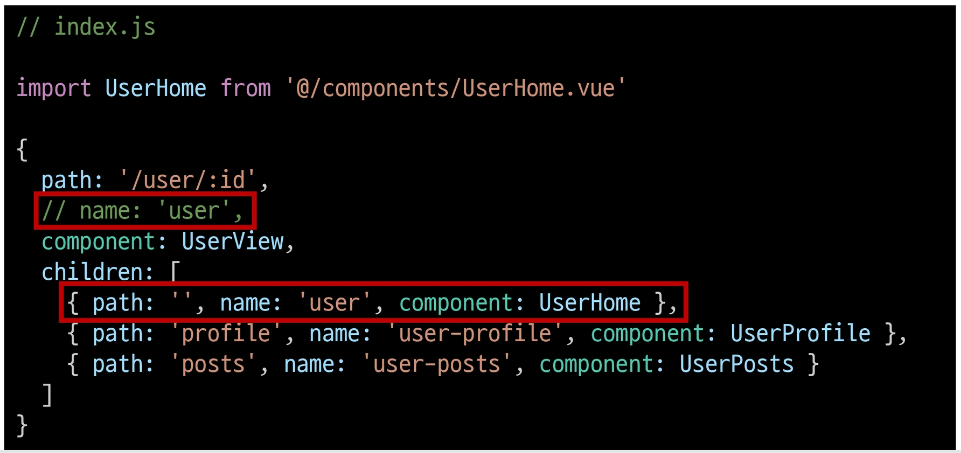 // index.js
import UserHome from '@/components/UserHome.vue'
{
  path: '/user/:id',
  // name: 'user',
  component: UserView,
  children: [
    { path: '', name: 'user', component: UserHome },
    { path: 'profile', name: 'user-profile', component: UserProfile },
    { path: 'posts', name: 'user-posts', component: UserPosts }
  ]
}